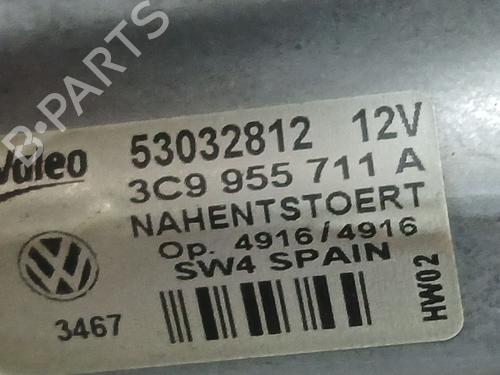 B-PARTS
Valeo
53032812 12V
3C9 955 711 A
NAHENTSTOERT
Op. 4916/4916
SW4 SPAIN
3467
HW02